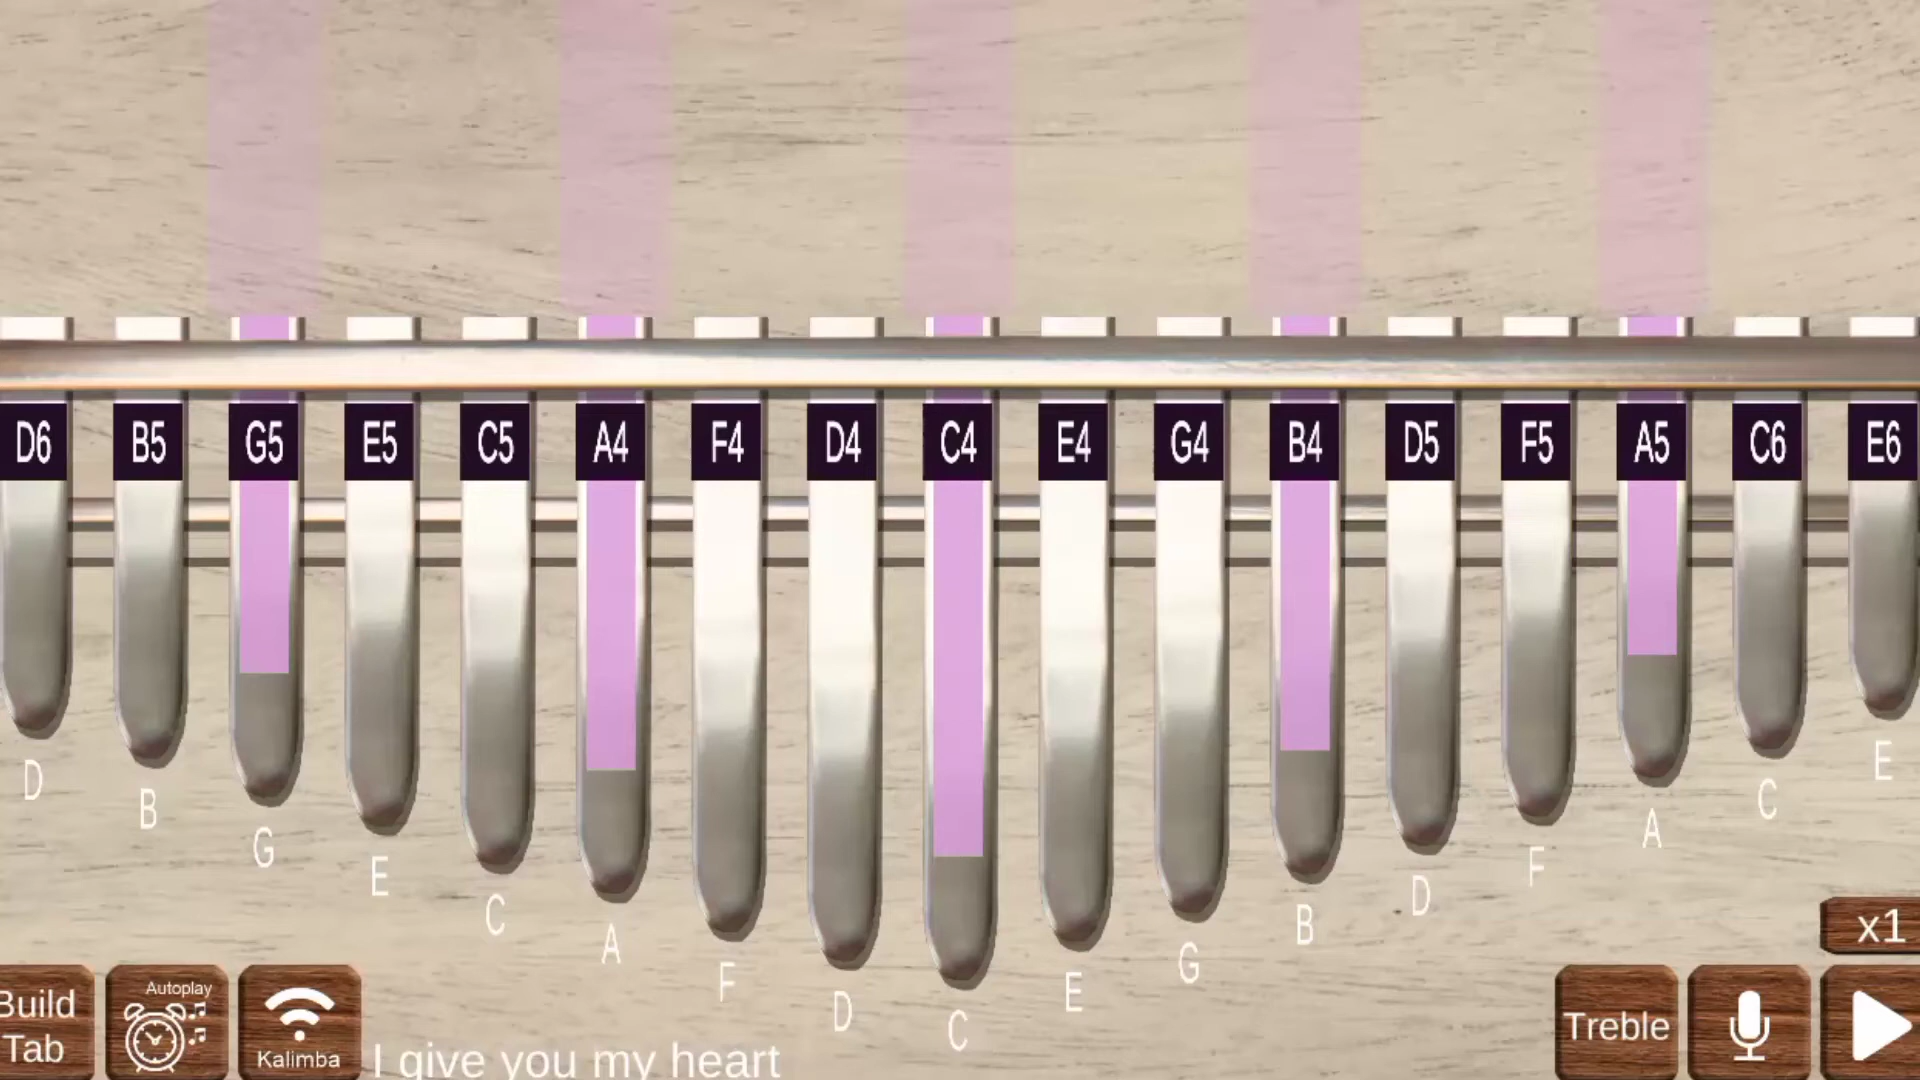 D6 B5 G5 E5 C5 A4 F4 D4 C4 E4 G4 B4 D5 F5 A5 C6 E6
D B G E C A F D C E G B D F A C E
x1
Build
Tab
Autoplay
Kalimba
I give you my heart
Treble